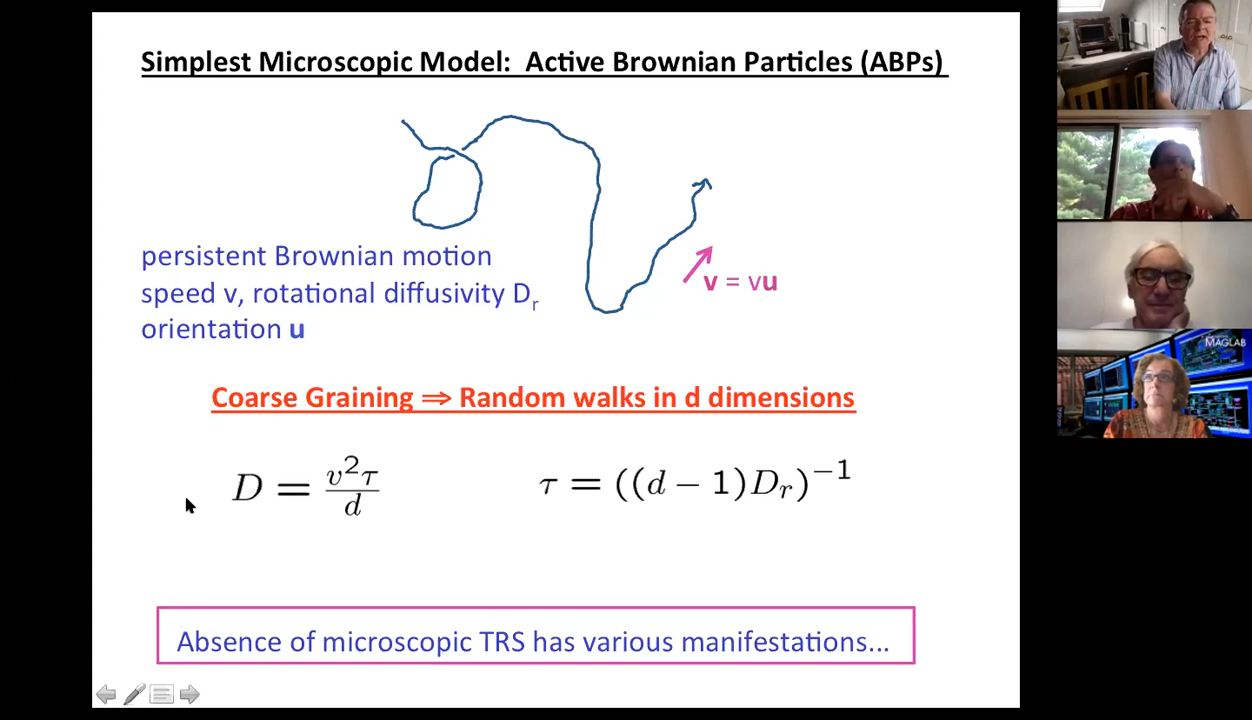 Simplest Microscopic Model: Active Brownian Particles (ABPs)
persistent Brownian motion
speed v, rotational diffusivity Dr
orientation u
v = vu
Coarse Graining ⇒ Random walks in d dimensions
D = v²τ/d
τ = ((d − 1)Dr)⁻¹
Absence of microscopic TRS has various manifestations...
MAGLAB